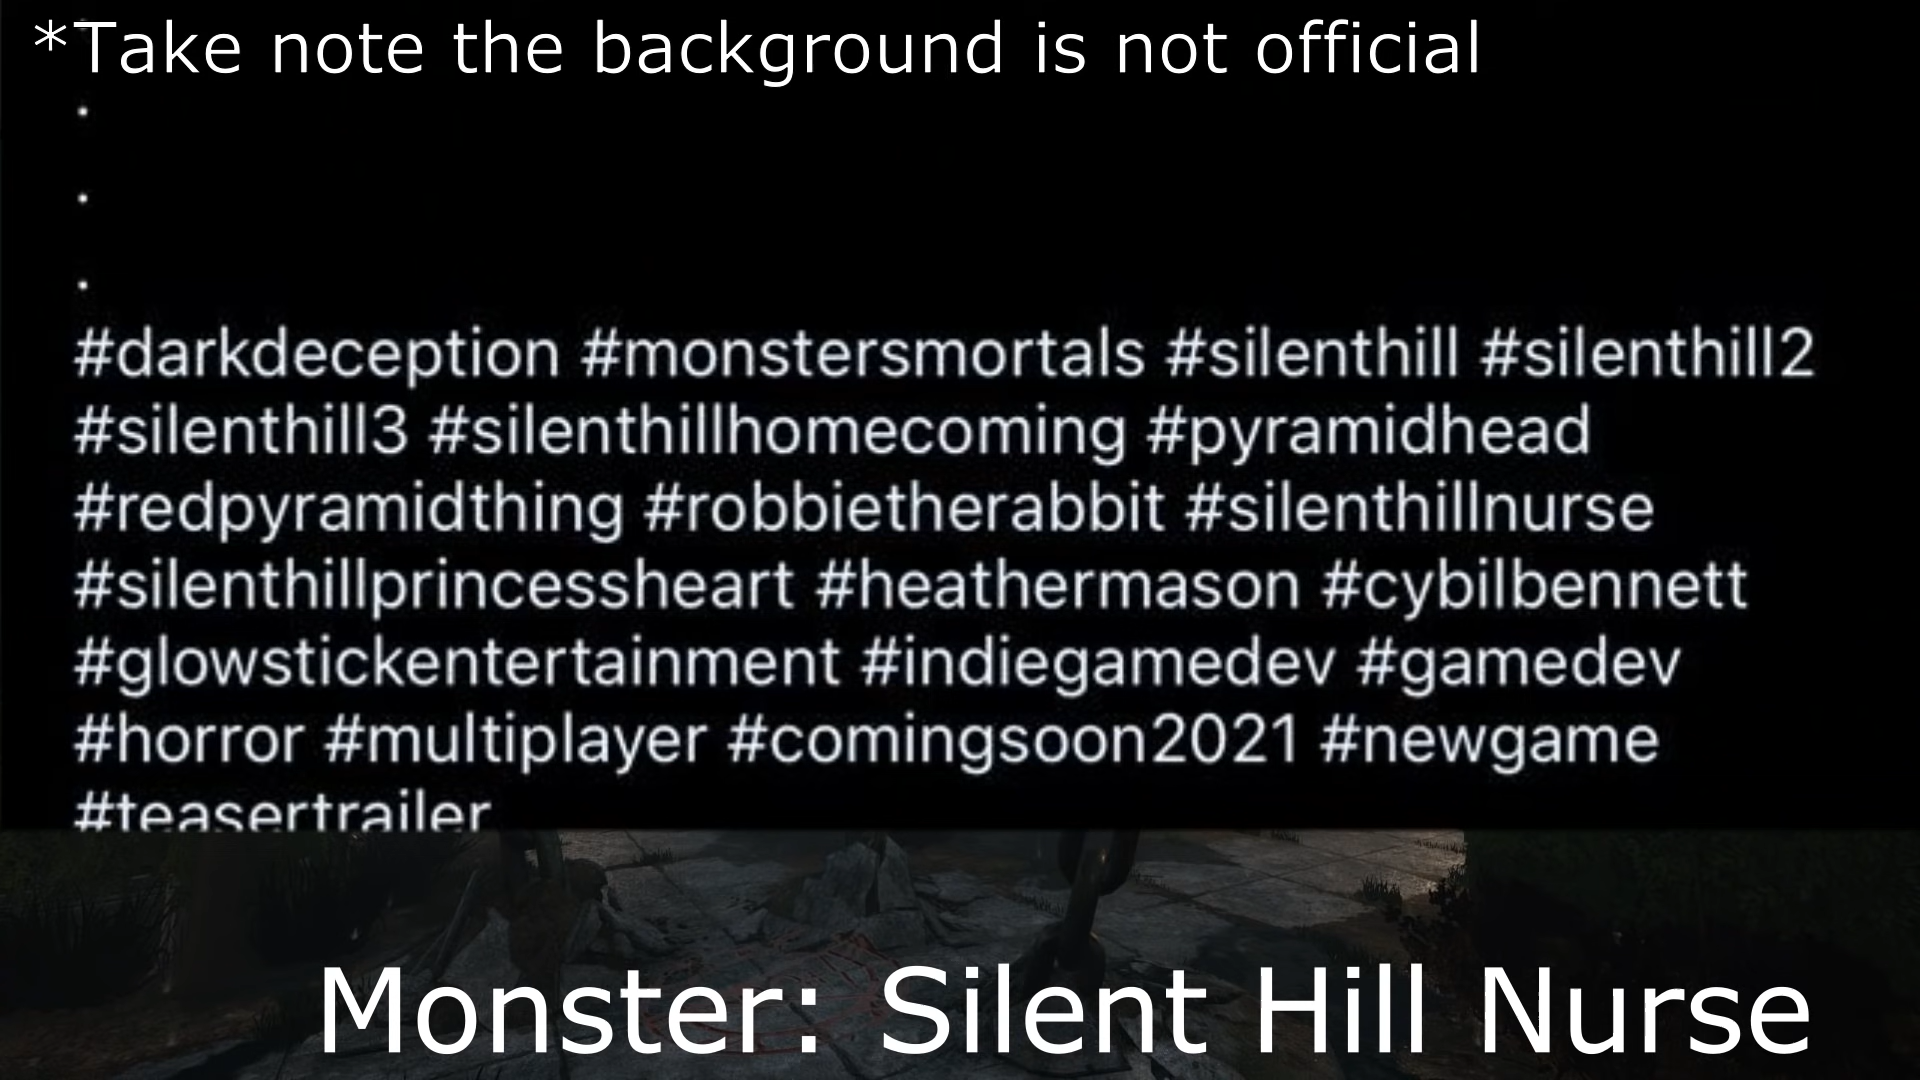 *Take note the background is not official
.
.
.
#darkdeception #monstersmortals #silenthill #silenthill2
#silenthill3 #silenthillhomecoming #pyramidhead
#redpyramidthing #robbietherabbit #silenthillnurse
#silenthillprincessheart #heathermason #cybilbennett
#glowstickentertainment #indiegamedev #gamedev
#horror #multiplayer #comingsoon2021 #newgame
#teasertrailer
Monster: Silent Hill Nurse